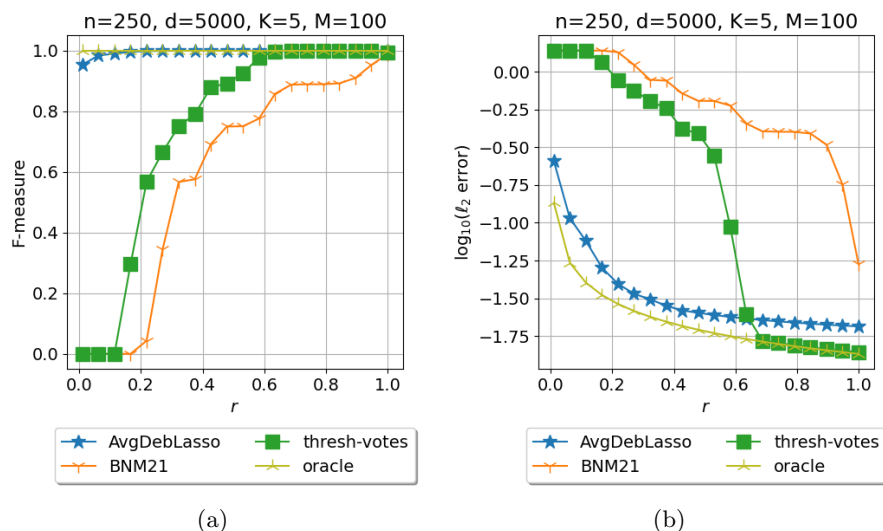 n=250, d=5000, K=5, M=100
F-measure
1.0
0.8
0.6
0.4
0.2
0.0
0.0 0.2 0.4 0.6 0.8 1.0
r
AvgDebLasso thresh-votes
BNM21 oracle
(a)
n=250, d=5000, K=5, M=100
log₁₀(ℓ₂ error)
0.00
−0.25
−0.50
−0.75
−1.00
−1.25
−1.50
−1.75
0.0 0.2 0.4 0.6 0.8 1.0
r
AvgDebLasso thresh-votes
BNM21 oracle
(b)